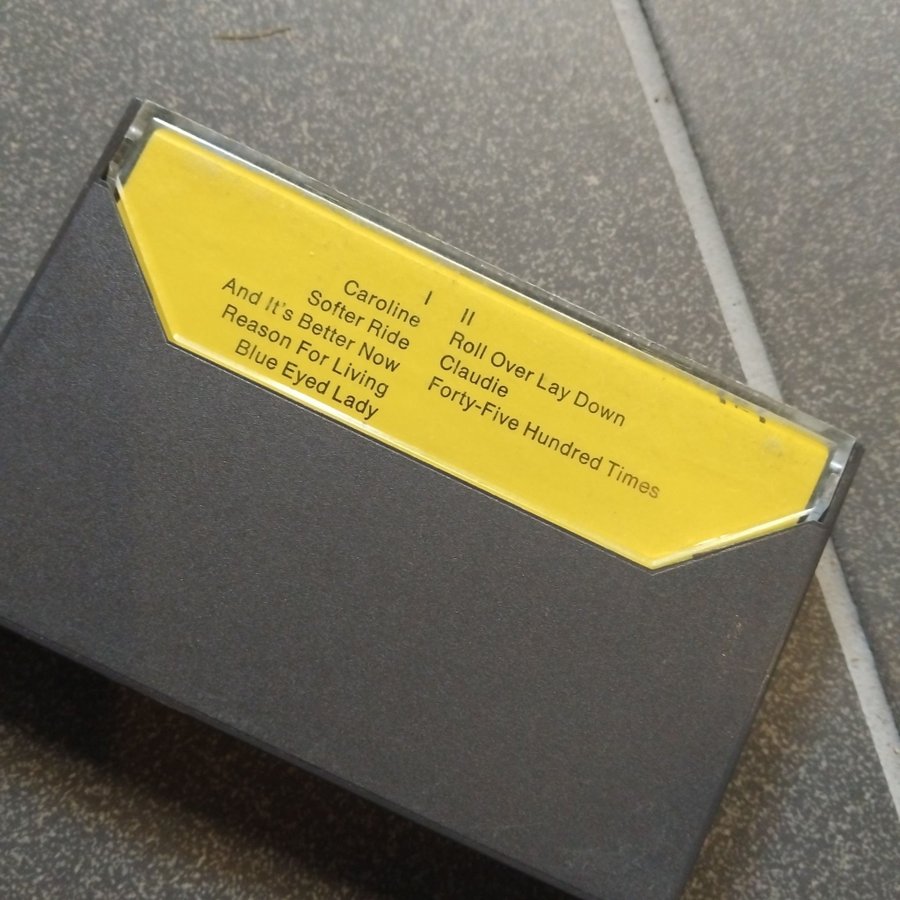 I
Caroline
Softer Ride
And It's Better Now
Reason For Living
Blue Eyed Lady
II
Roll Over Lay Down
Claudie
Forty-Five Hundred Times